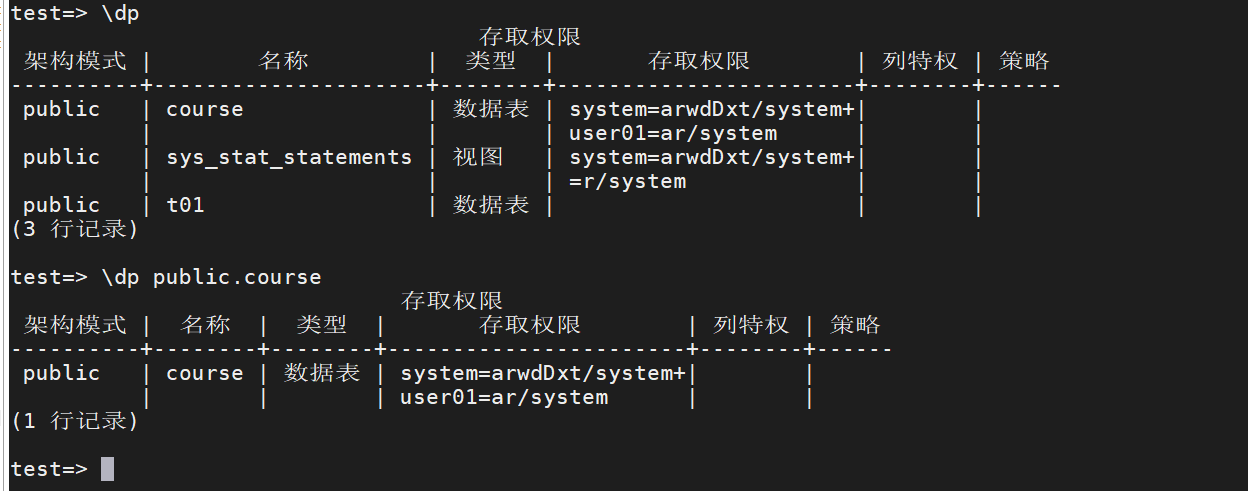 test=> \dp
存取权限
架构模式 | 名称 | 类型 | 存取权限 | 列特权 | 策略
----------+--------------------+--------+-----------------------+--------+------
public | course | 数据表 | system=arwdDxt/system+| |
| | | user01=ar/system | |
public | sys_stat_statements | 视图 | system=arwdDxt/system+| |
| | | =r/system | |
public | t01 | 数据表 | | |
(3 行记录)
test=> \dp public.course
存取权限
架构模式 | 名称 | 类型 | 存取权限 | 列特权 | 策略
----------+--------+--------+-----------------------+--------+------
public | course | 数据表 | system=arwdDxt/system+| |
| | | user01=ar/system | |
(1 行记录)
test=>